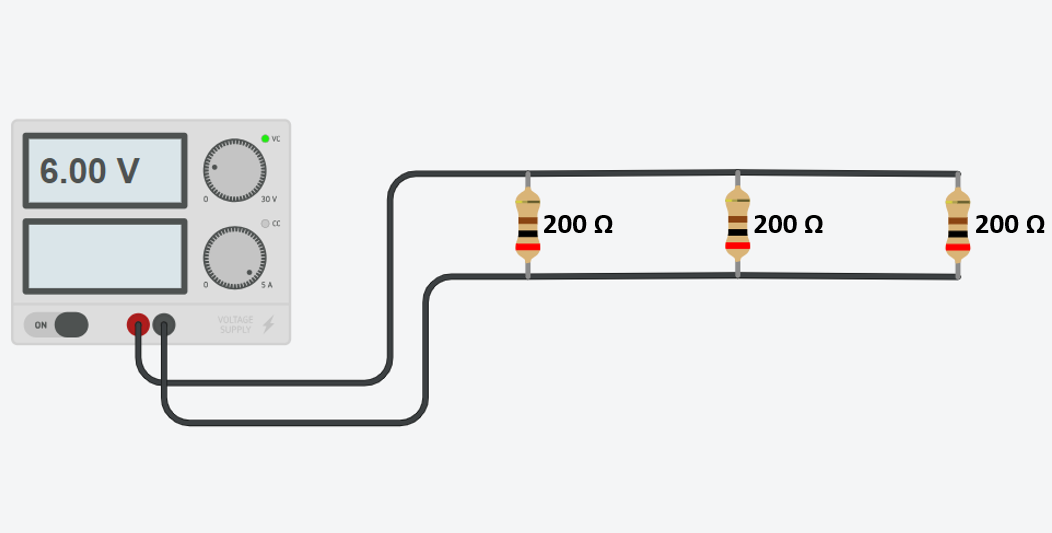 6.00 V
VC
0
30 V
CC
0
5 A
ON
VOLTAGE
SUPPLY
200 Ω
200 Ω
200 Ω